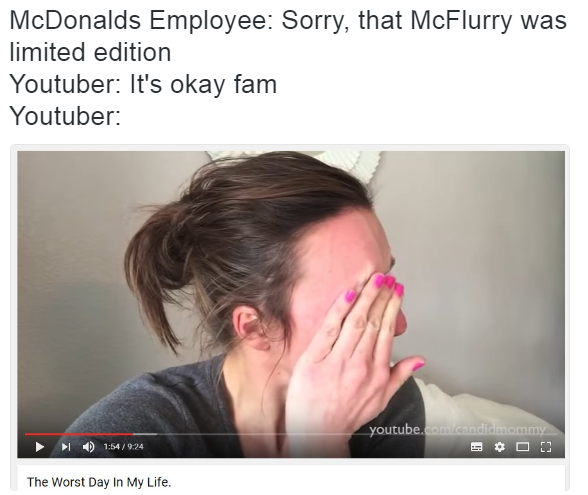 McDonalds Employee: Sorry, that McFlurry was
limited edition
Youtuber: It's okay fam
Youtuber:
youtube.com/candidmommy
1:54 / 9:24
The Worst Day In My Life.